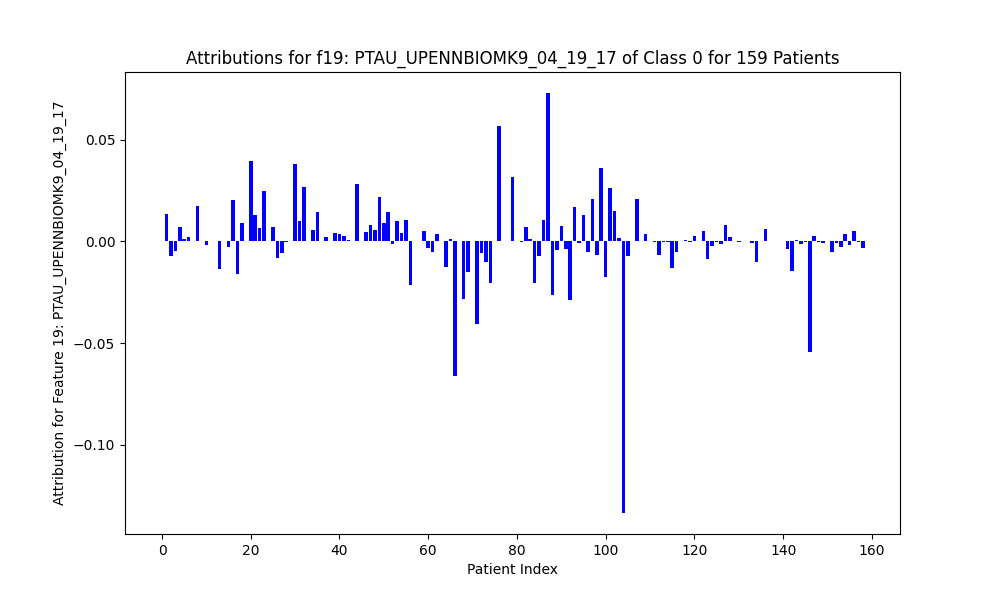 Attributions for f19: PTAU_UPENNBIOMK9_04_19_17 of Class 0 for 159 Patients
Attribution for Feature 19: PTAU_UPENNBIOMK9_04_19_17
0.05
0.00
−0.05
−0.10
0 20 40 60 80 100 120 140 160
Patient Index